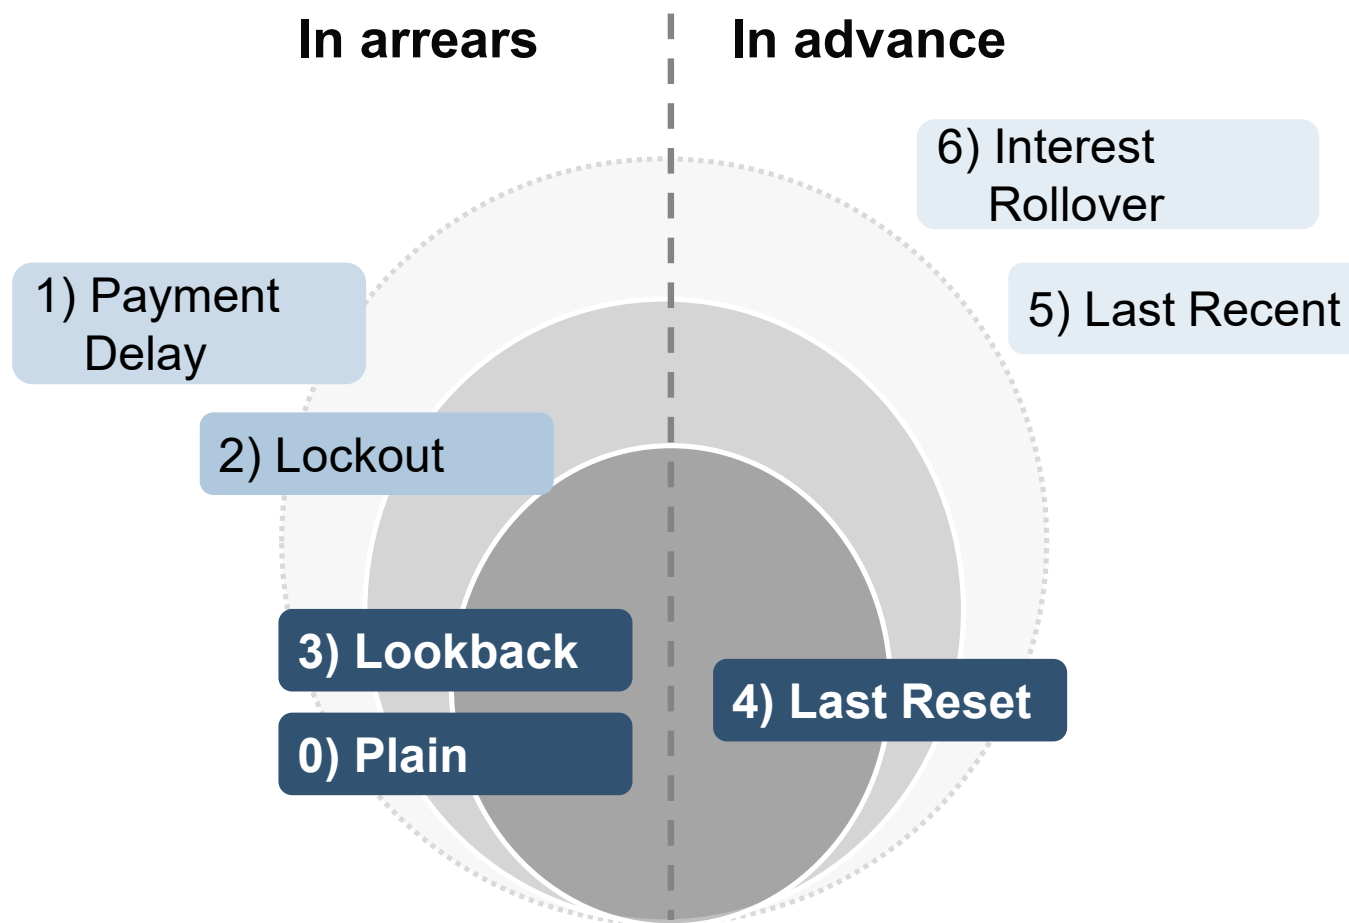 In arrears
In advance
6) Interest
Rollover
1) Payment
Delay
5) Last Recent
2) Lockout
3) Lookback
4) Last Reset
0) Plain